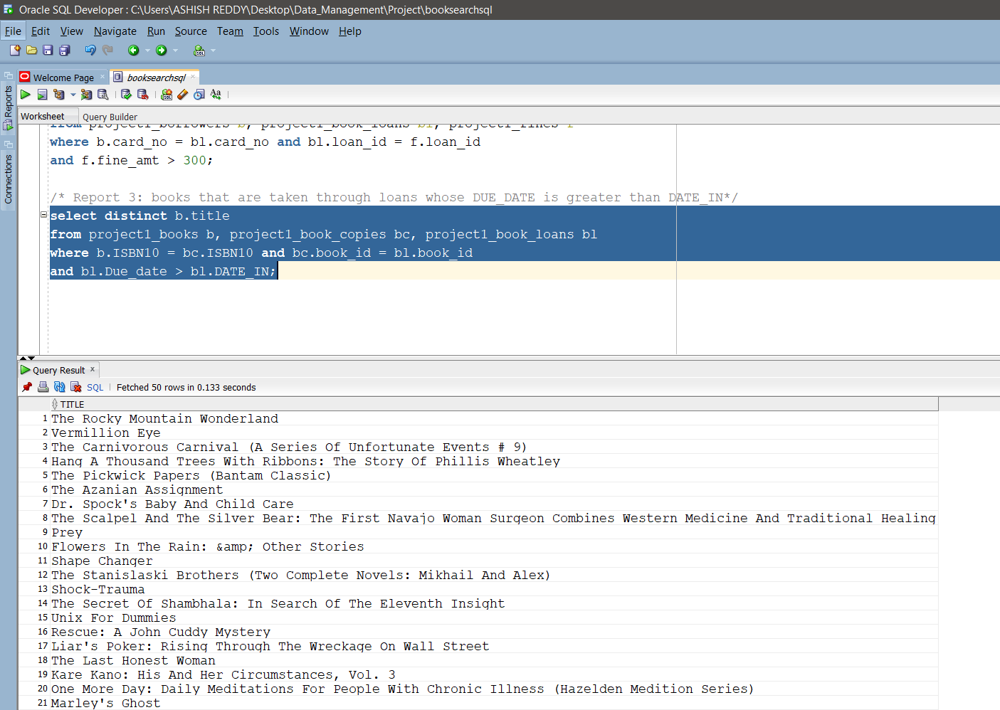 Oracle SQL Developer : C:\Users\ASHISH REDDY\Desktop\Data_Management\Project\booksearchsql
File Edit View Navigate Run Source Team Tools Window Help
Welcome Page booksearchsql
Reports
Connections
Worksheet Query Builder
from project1_borrowers b, project1_book_loans bl, project1_fines f
where b.card_no = bl.card_no and bl.loan_id = f.loan_id
and f.fine_amt > 300;
/* Report 3: books that are taken through loans whose DUE_DATE is greater than DATE_IN*/
select distinct b.title
from project1_books b, project1_book_copies bc, project1_book_loans bl
where b.ISBN10 = bc.ISBN10 and bc.book_id = bl.book_id
and bl.Due_date > bl.DATE_IN;
Query Result x
SQL | Fetched 50 rows in 0.133 seconds
TITLE
1 The Rocky Mountain Wonderland
2 Vermillion Eye
3 The Carnivorous Carnival (A Series Of Unfortunate Events # 9)
4 Hang A Thousand Trees With Ribbons: The Story Of Phillis Wheatley
5 The Pickwick Papers (Bantam Classic)
6 The Azanian Assignment
7 Dr. Spock's Baby And Child Care
8 The Scalpel And The Silver Bear: The First Navajo Woman Surgeon Combines Western Medicine And Traditional Healing
9 Prey
10 Flowers In The Rain: &amp; Other Stories
11 Shape Changer
12 The Stanislaski Brothers (Two Complete Novels: Mikhail And Alex)
13 Shock-Trauma
14 The Secret Of Shambhala: In Search Of The Eleventh Insight
15 Unix For Dummies
16 Rescue: A John Cuddy Mystery
17 Liar's Poker: Rising Through The Wreckage On Wall Street
18 The Last Honest Woman
19 Kare Kano: His And Her Circumstances, Vol. 3
20 One More Day: Daily Meditations For People With Chronic Illness (Hazelden Medition Series)
21 Marley's Ghost